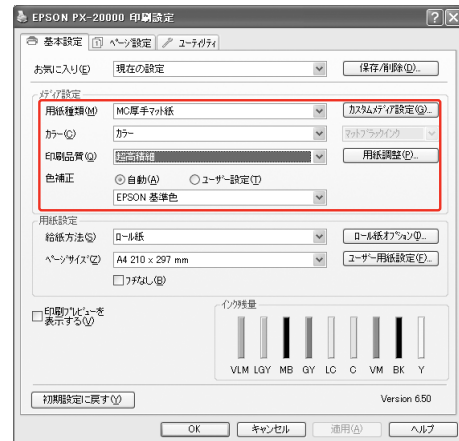 EPSON PX-20000 印刷設定
基本設定 ページ設定 ユーティリティ
お気に入り(E) 現在の設定 保存/削除(D)...
メディア設定
用紙種類(M) MC厚手マット紙 カスタムメディア設定(G)...
カラー(C) カラー マットブラックインク
印刷品質(Q) 超高精細 用紙調整(P)...
色補正 自動(A) ユーザー設定(T)
EPSON 基準色
用紙設定
給紙方法(S) ロール紙 ロール紙オプション(I)...
ページサイズ(Z) A4 210 x 297 mm ユーザー用紙設定(F)...
フチなし(B)
印刷プレビューを
表示する(V)
インク残量
VLM LGY MB GY LC C VM BK Y
初期設定に戻す(Y) Version 6.50
OK キャンセル 適用(A) ヘルプ